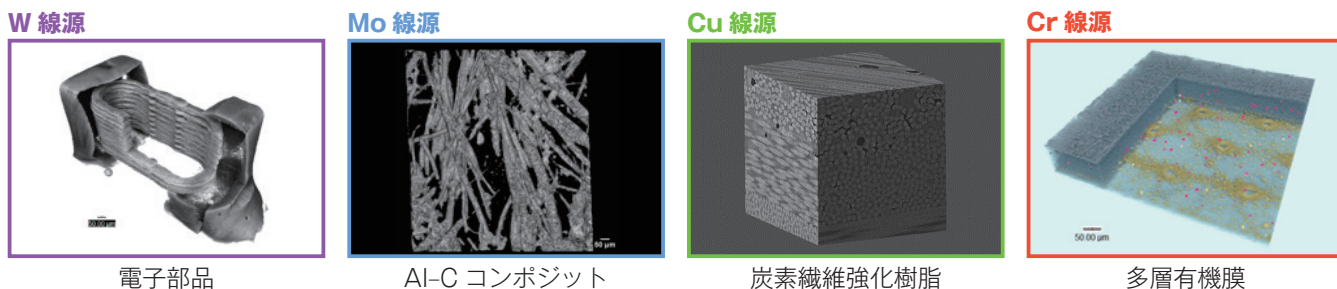 W 線源
Mo 線源
Cu 線源
Cr 線源
50.00 µm
50 µm
50.00 µm
電子部品
Al–C コンポジット
炭素繊維強化樹脂
多層有機膜